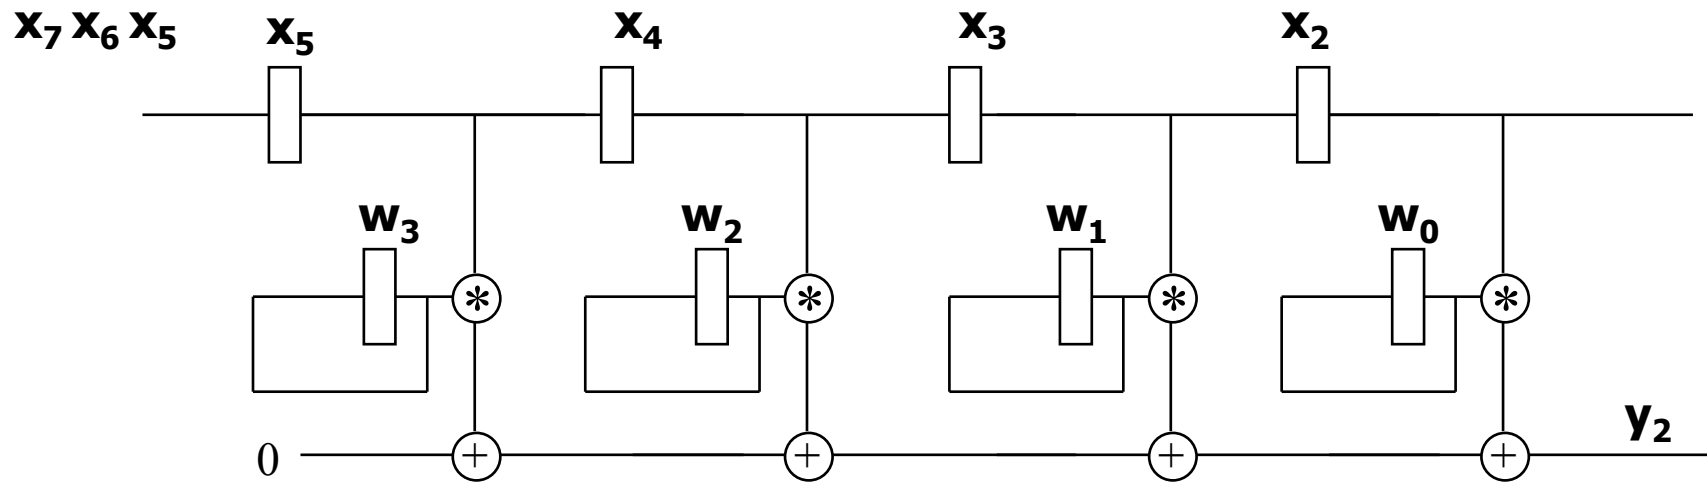 x₇ x₆ x₅ x₅ x₄ x₃ x₂
w₃ w₂ w₁ w₀
* * * *
y₂
0 + + + +